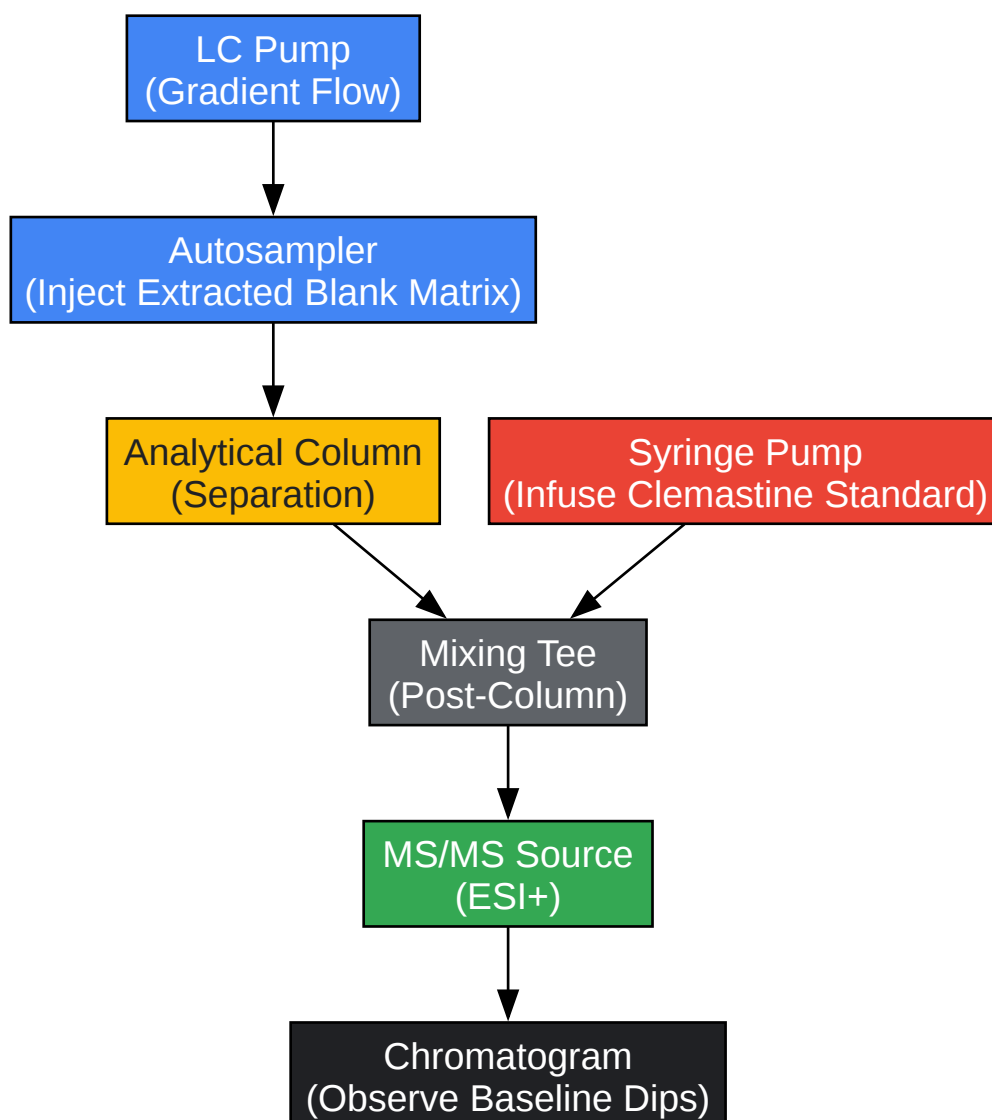 LC Pump
(Gradient Flow)
Autosampler
(Inject Extracted Blank Matrix)
Analytical Column
(Separation)
Syringe Pump
(Infuse Clemastine Standard)
Mixing Tee
(Post-Column)
MS/MS Source
(ESI+)
Chromatogram
(Observe Baseline Dips)